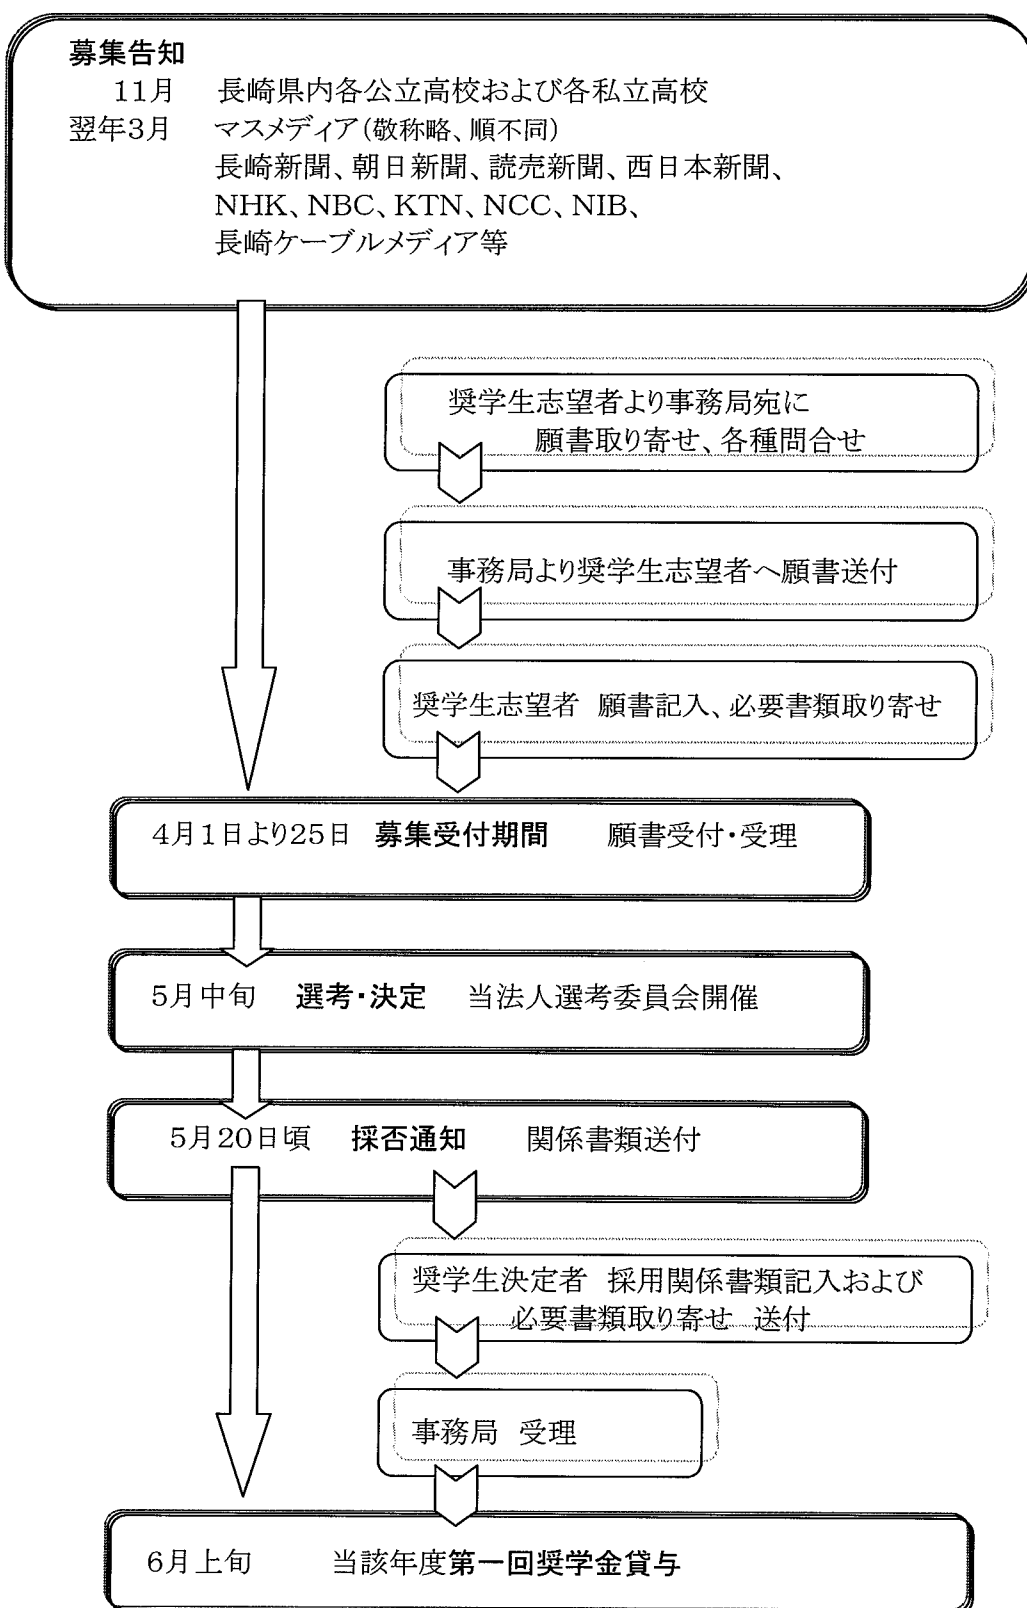 募集告知
11月 長崎県内各公立高校および各私立高校
翌年3月 マスメディア(敬称略、順不同)
長崎新聞、朝日新聞、読売新聞、西日本新聞、
NHK、NBC、KTN、NCC、NIB、
長崎ケーブルメディア等
奨学生志望者より事務局宛に
願書取り寄せ、各種問合せ
事務局より奨学生志望者へ願書送付
奨学生志望者 願書記入、必要書類取り寄せ
4月1日より25日 募集受付期間 願書受付・受理
5月中旬 選考・決定 当法人選考委員会開催
5月20日頃 採否通知 関係書類送付
奨学生決定者 採用関係書類記入および
必要書類取り寄せ 送付
事務局 受理
6月上旬 当該年度第一回奨学金貸与